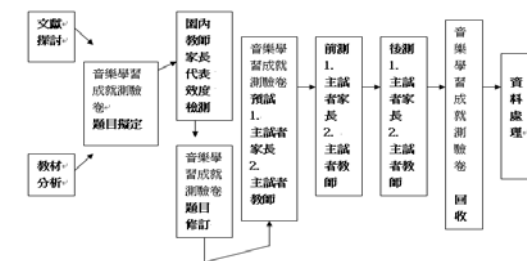 文獻
探討
教材
分析
音樂學習
成就測驗
卷
題目擬定
園內
教師
家長
代表
效度
檢測
音樂學
習成就
測驗卷
題目
修訂
音樂學
習成就
測驗卷
預試
1.
主試者
家長
2.
主試者
教師
前測
1.
主試
者家
長
2.
主試
者教
師
後測
1.
主試
者家
長
2.
主試
者教
師
音
樂
學
習
成
就
測
驗
卷
回
收
資
料
處
理